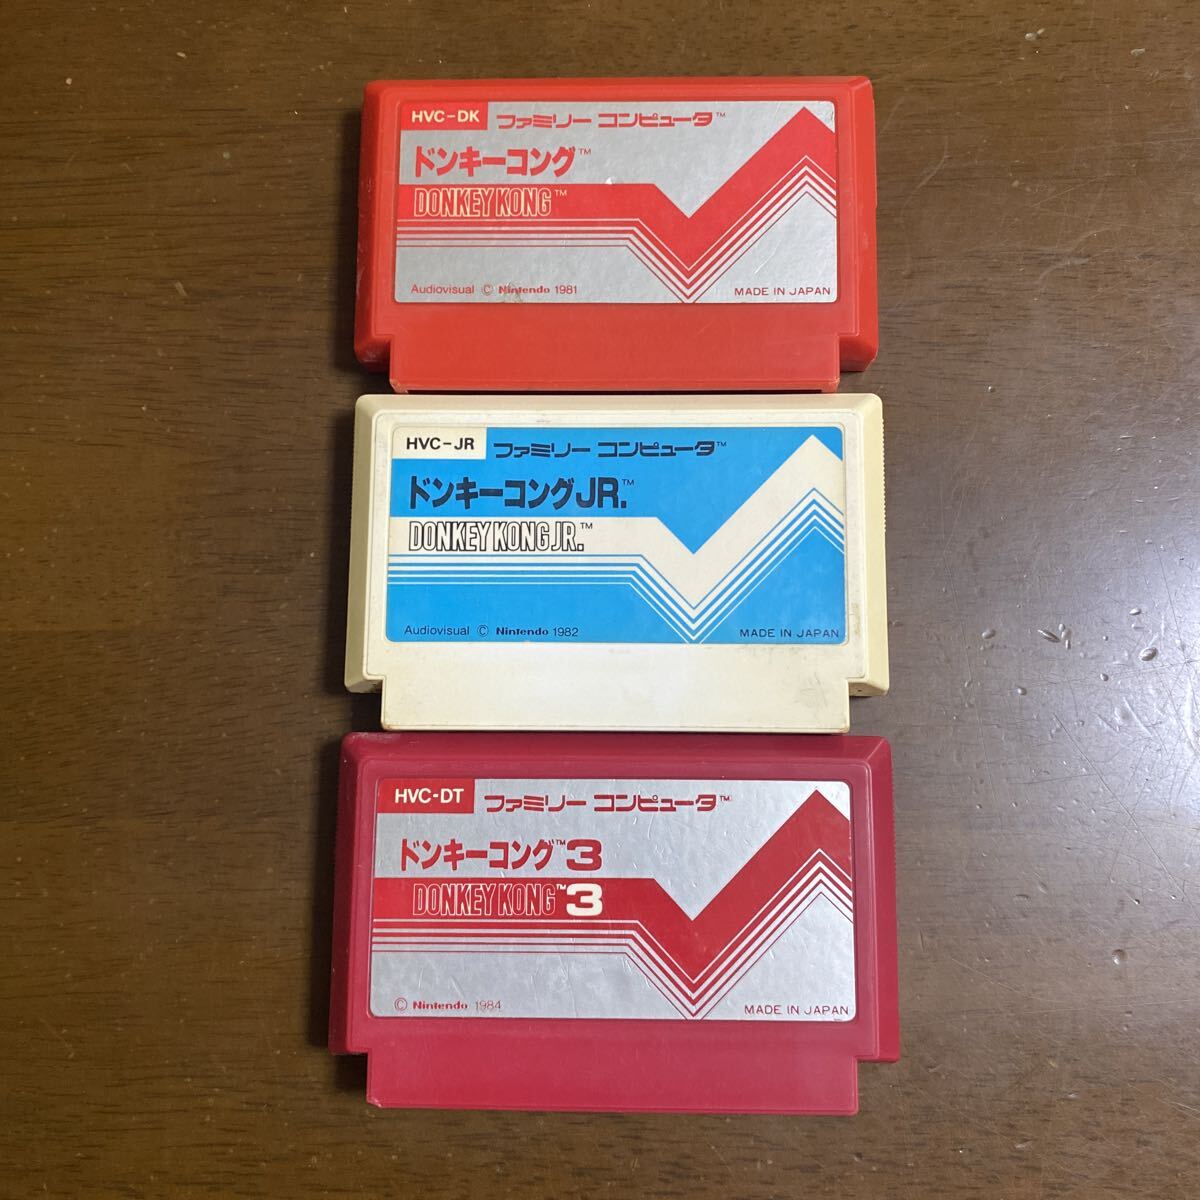 HVC-DK ファミリー コンピュータ™
ドンキーコング™
DONKEY KONG™
Audiovisual © Nintendo 1981 MADE IN JAPAN
HVC-JR ファミリー コンピュータ™
ドンキーコングJR.™
DONKEY KONG JR.™
Audiovisual © Nintendo 1982 MADE IN JAPAN
HVC-DT ファミリー コンピュータ™
ドンキーコング™3
DONKEY KONG™3
© Nintendo 1984 MADE IN JAPAN